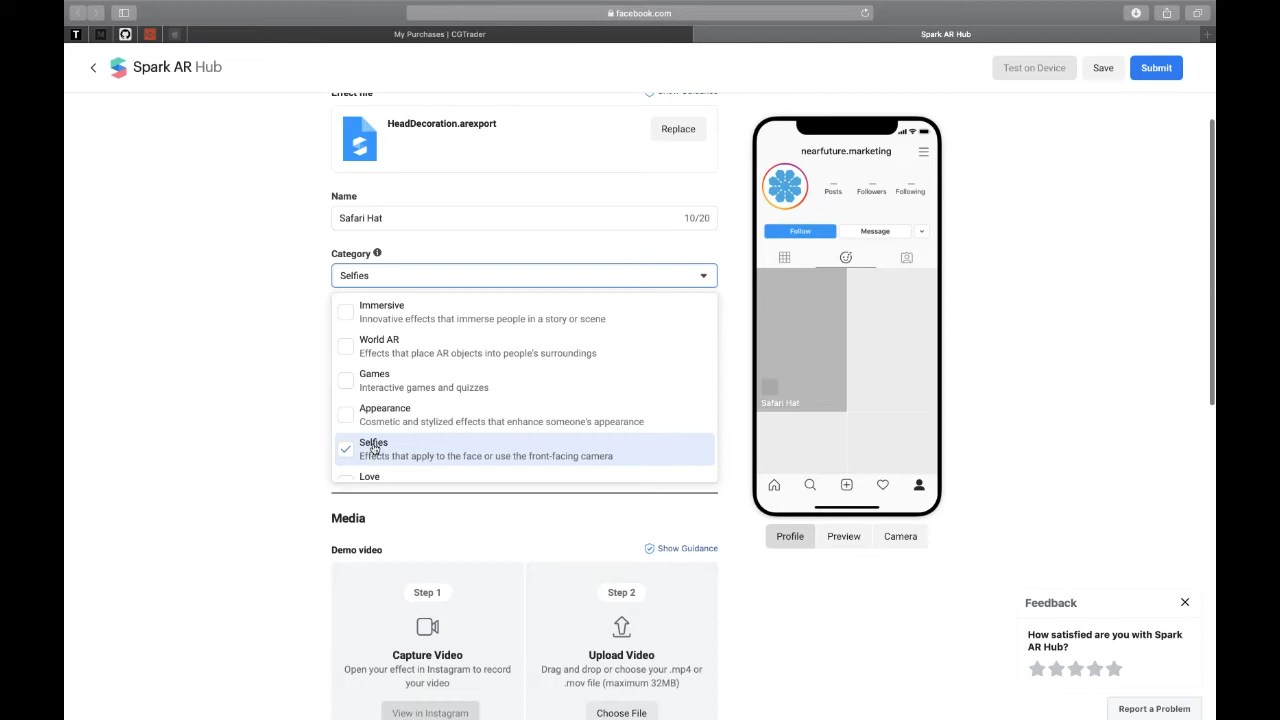 facebook.com
T
M
My Purchases | CGTrader
Spark AR Hub
Spark AR Hub
Test on Device
Save
Submit
Effect file
Show Guidance
HeadDecoration.arexport
Replace
Name
Safari Hat
10/20
Category
Selfies
Immersive
Innovative effects that immerse people in a story or scene
World AR
Effects that place AR objects into people's surroundings
Games
Interactive games and quizzes
Appearance
Cosmetic and stylized effects that enhance someone's appearance
Selfies
Effects that apply to the face or use the front-facing camera
Love
Media
Demo video
Show Guidance
Step 1
Capture Video
Open your effect in Instagram to record
your video
View in Instagram
Step 2
Upload Video
Drag and drop or choose your .mp4 or
.mov file (maximum 32MB)
Choose File
nearfuture.marketing
Posts
Followers
Following
Follow
Message
Safari Hat
Profile
Preview
Camera
Feedback
How satisfied are you with Spark
AR Hub?
Report a Problem